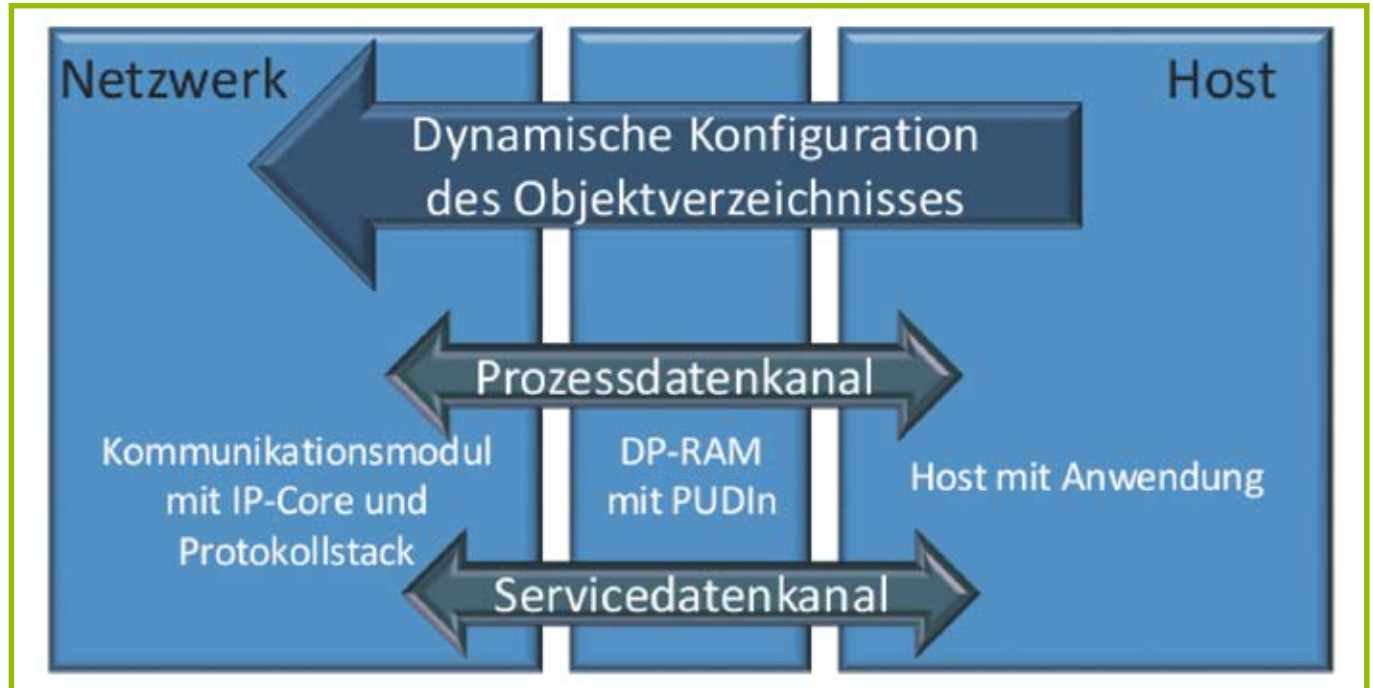 Netzwerk
Host
Dynamische Konfiguration
des Objektverzeichnisses
Prozessdatenkanal
Kommunikationsmodul
mit IP-Core und
Protokollstack
DP-RAM
mit PUDIn
Host mit Anwendung
Servicedatenkanal